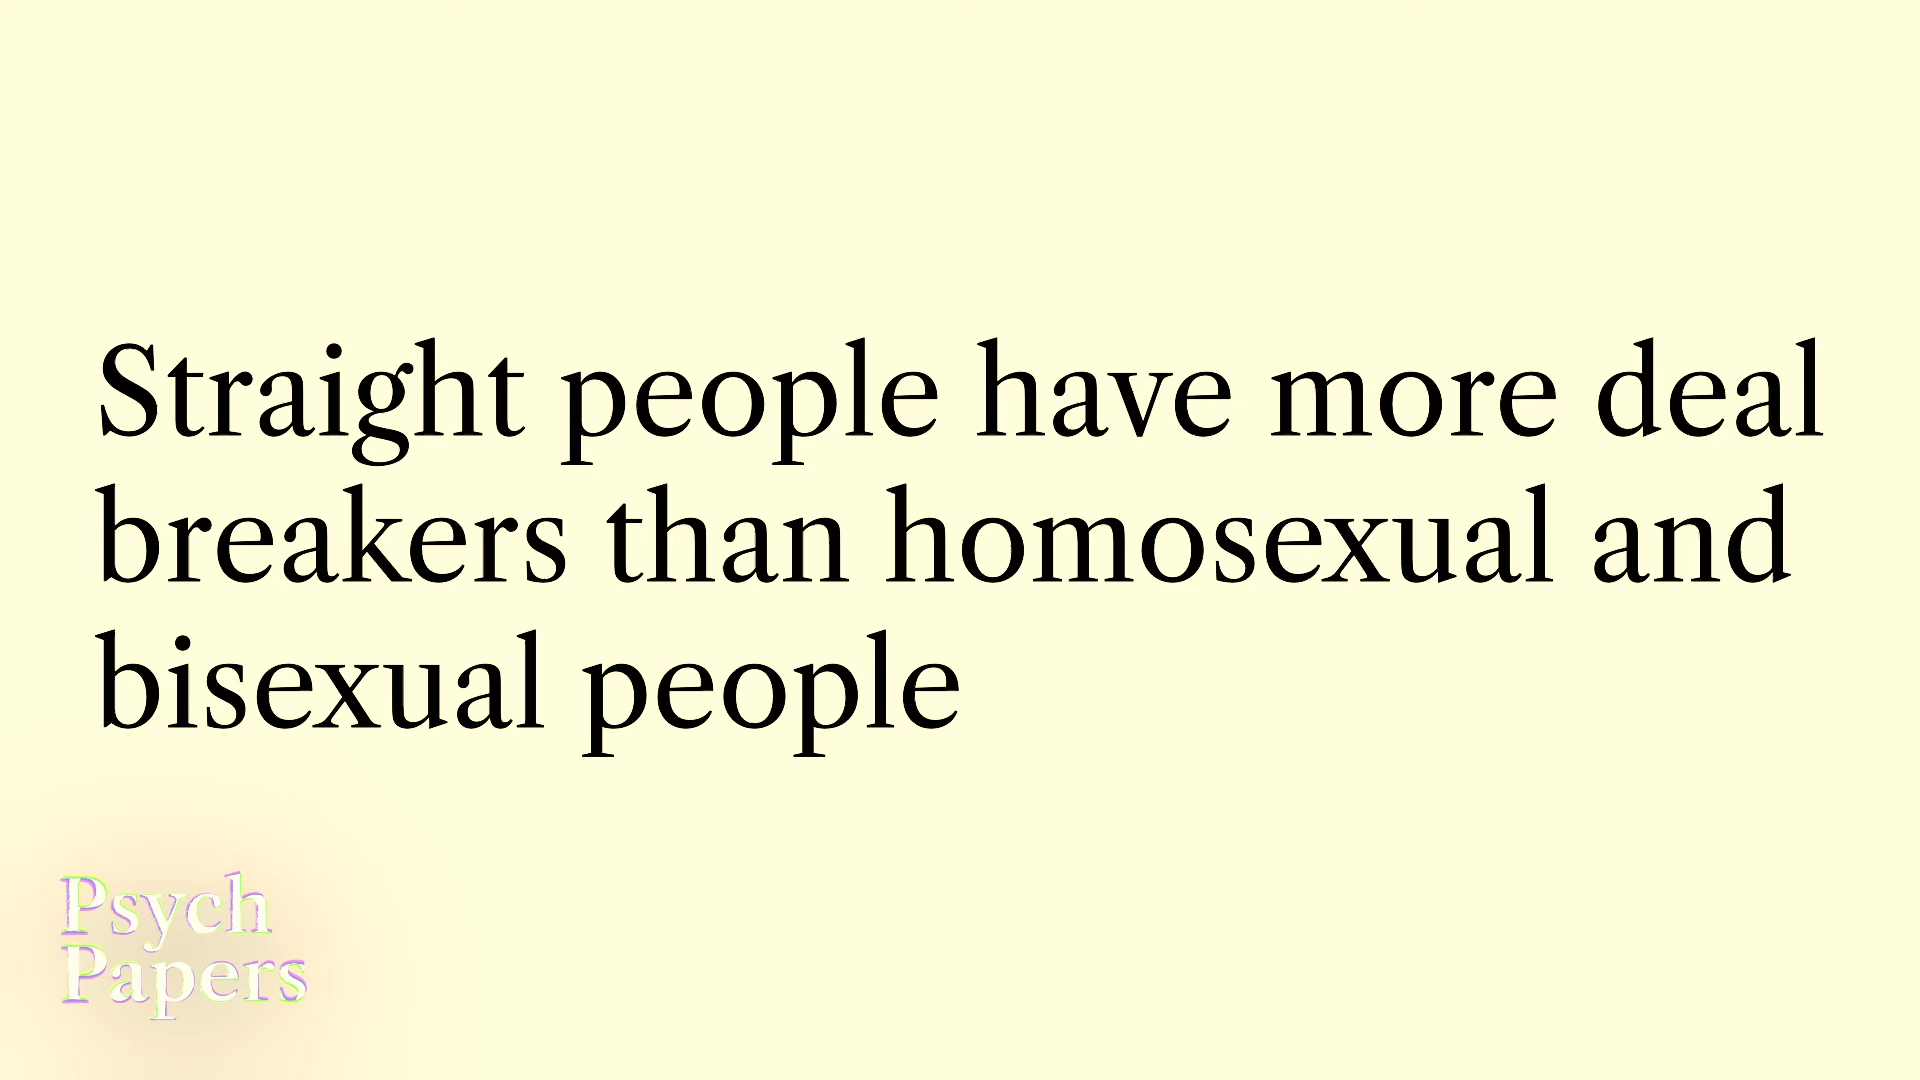 Straight people have more deal
breakers than homosexual and
bisexual people
Psych
Papers